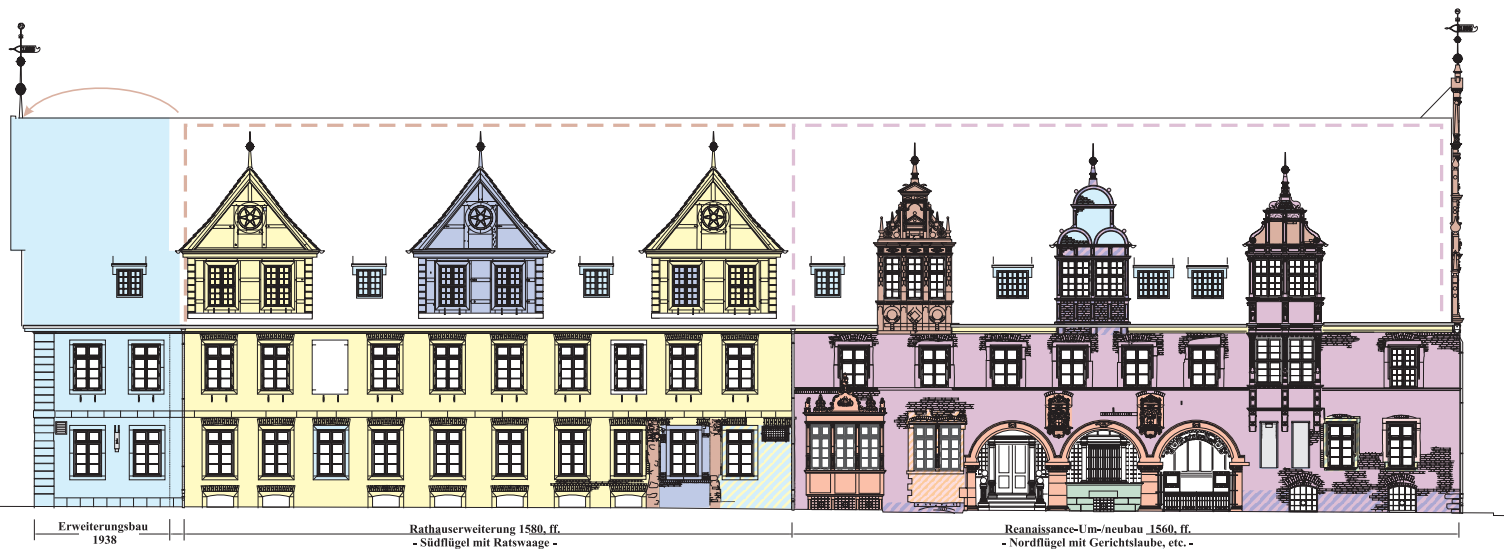 Erweiterungsbau
1938
Rathauserweiterung 1580, ff.
- Südflügel mit Ratswaage -
Reanaissance-Um-/neubau 1560, ff.
- Nordflügel mit Gerichtslaube, etc. -